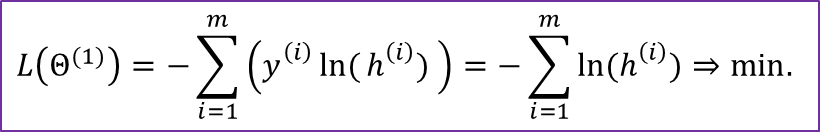 L(Θ⁽¹⁾) = − ∑_{i=1}^{m} (y⁽ⁱ⁾ ln( h⁽ⁱ⁾) ) = − ∑_{i=1}^{m} ln(h⁽ⁱ⁾) ⇒ min.